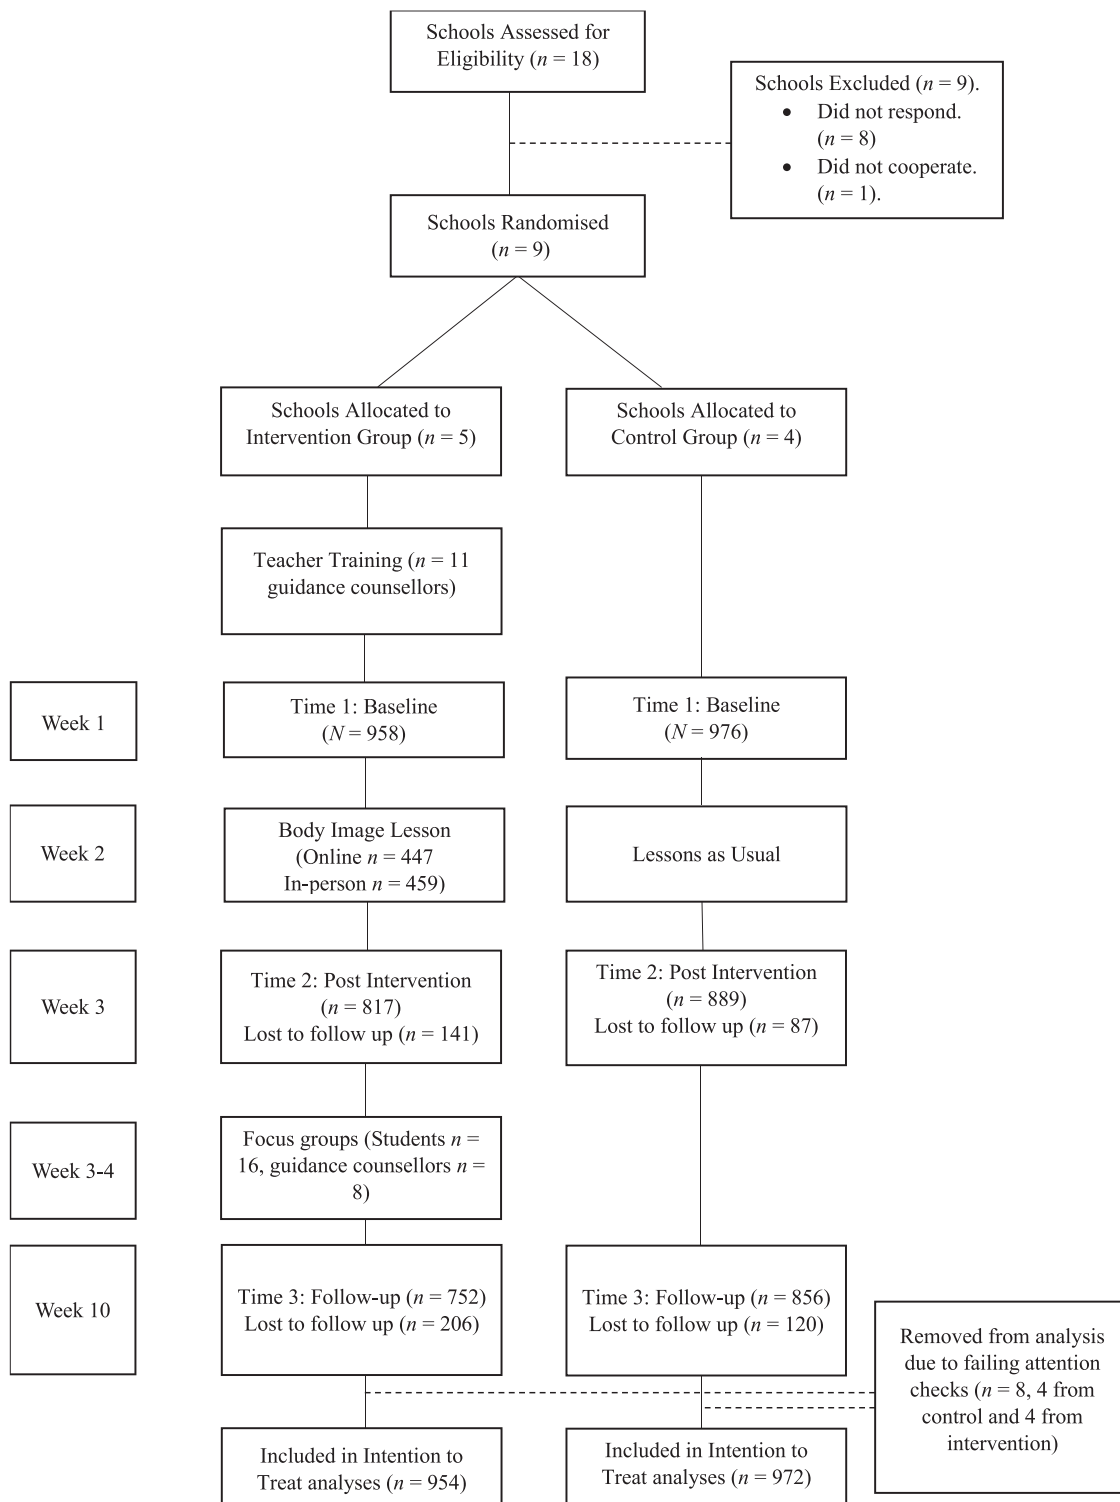 Schools Assessed for
Eligibility (n = 18)
Schools Excluded (n = 9).
• Did not respond.
(n = 8)
• Did not cooperate.
(n = 1).
Schools Randomised
(n = 9)
Schools Allocated to
Intervention Group (n = 5)
Schools Allocated to
Control Group (n = 4)
Teacher Training (n = 11
guidance counsellors)
Week 1
Time 1: Baseline
(N = 958)
Time 1: Baseline
(N = 976)
Week 2
Body Image Lesson
(Online n = 447
In-person n = 459)
Lessons as Usual
Week 3
Time 2: Post Intervention
(n = 817)
Lost to follow up (n = 141)
Time 2: Post Intervention
(n = 889)
Lost to follow up (n = 87)
Week 3-4
Focus groups (Students n =
16, guidance counsellors n =
8)
Week 10
Time 3: Follow-up (n = 752)
Lost to follow up (n = 206)
Time 3: Follow-up (n = 856)
Lost to follow up (n = 120)
Removed from analysis
due to failing attention
checks (n = 8, 4 from
control and 4 from
intervention)
Included in Intention to
Treat analyses (n = 954)
Included in Intention to
Treat analyses (n = 972)